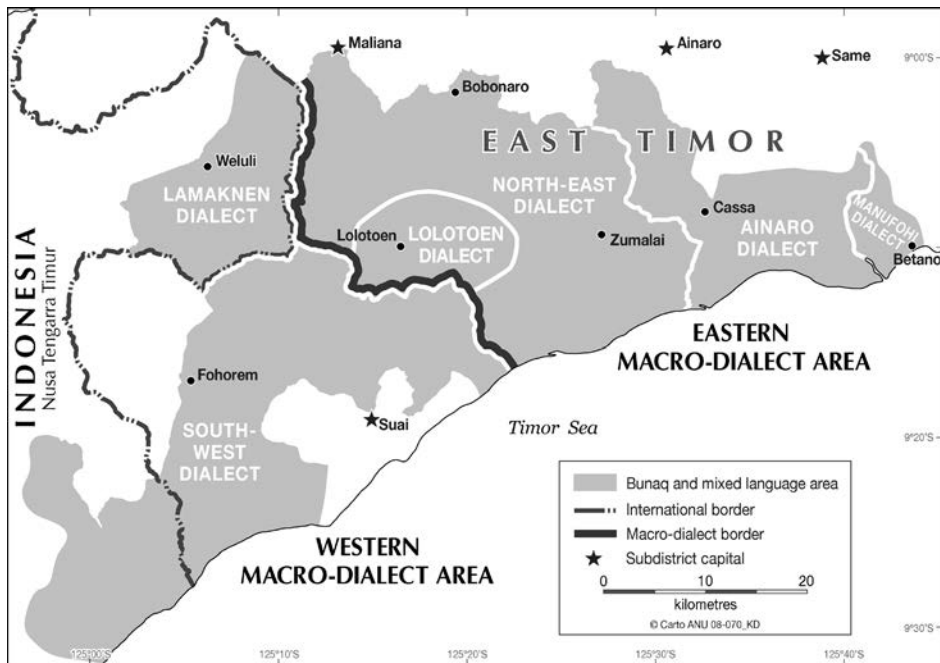 Maliana
Ainaro
Same
9°00'S
Bobonaro
EAST TIMOR
Weluli
LAMAKNEN
DIALECT
NORTH-EAST
DIALECT
Cassa
Lolotoen
LOLOTOEN
DIALECT
Zumalai
AINARO
DIALECT
MANUFOHI
DIALECT
Betano
INDONESIA
Nusa Tengarra Timur
EASTERN
MACRO-DIALECT AREA
Fohorem
Suai
SOUTH-
WEST
DIALECT
Timor Sea
9°20'S
WESTERN
MACRO-DIALECT AREA
Bunaq and mixed language area
International border
Macro-dialect border
Subdistrict capital
0 10 20
kilometres
© Carto ANU 08-070_KD
9°30'S
125°00'S 125°10'S 125°20'S 125°30'S 125°40'S